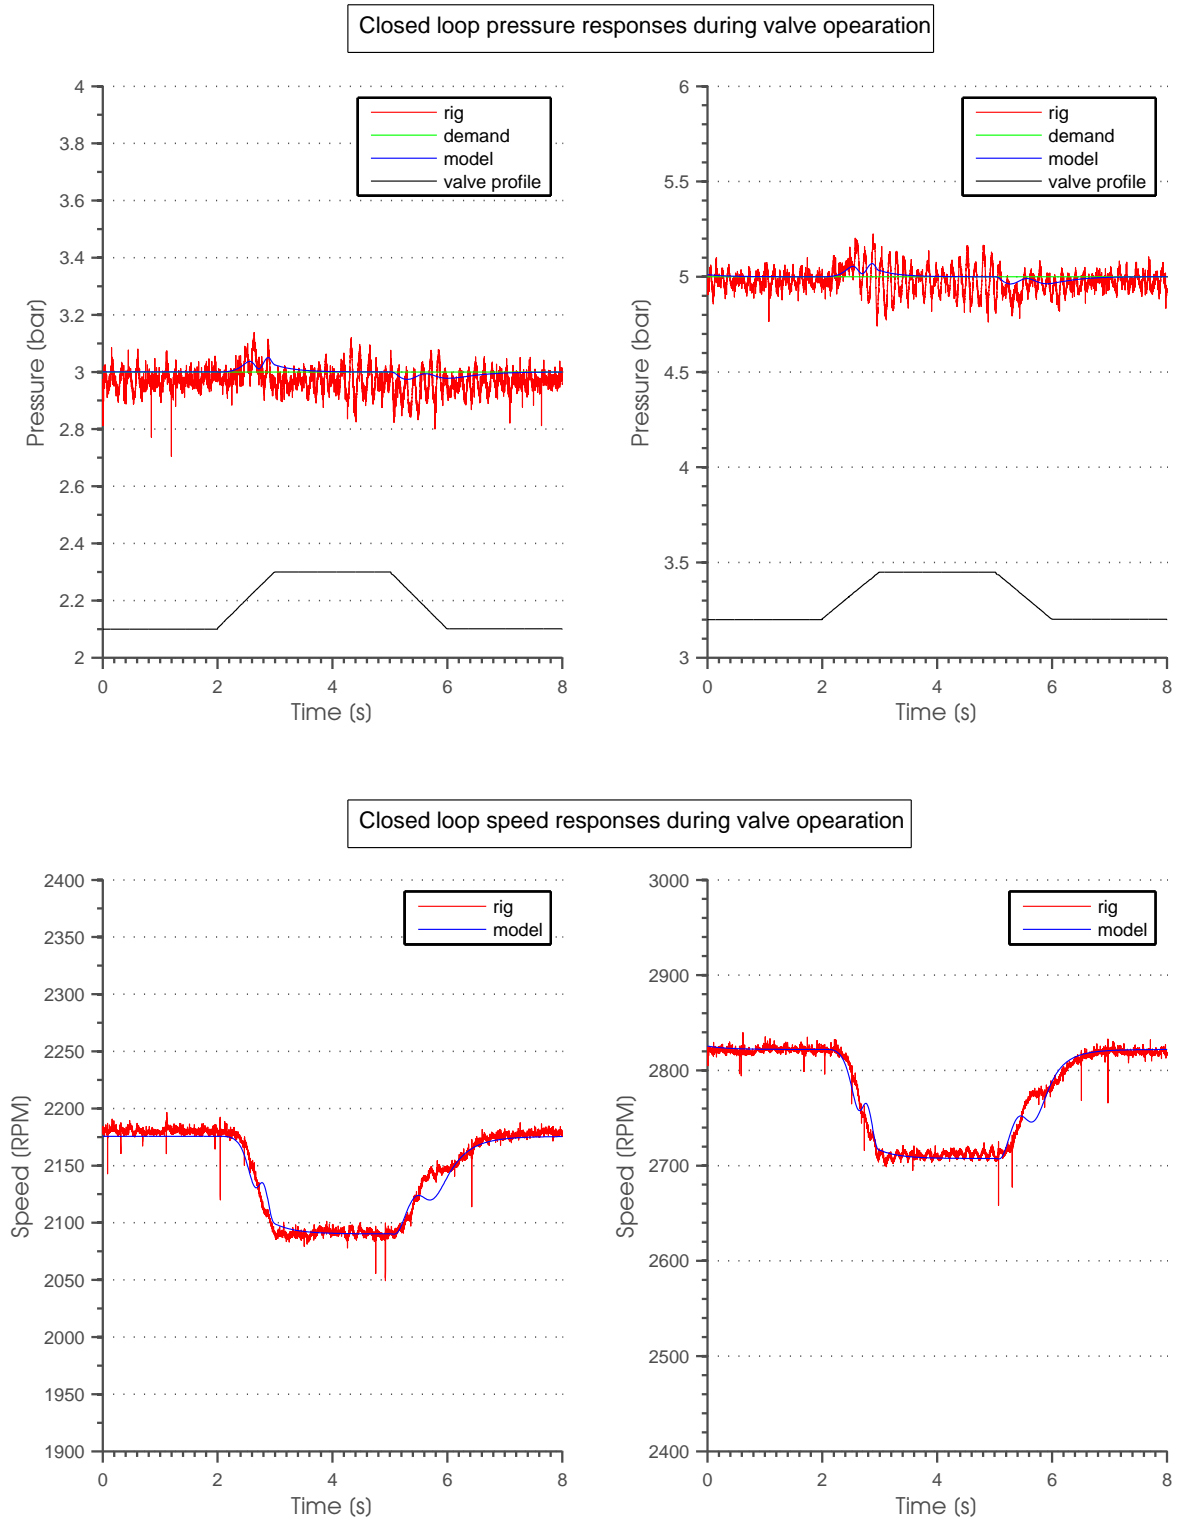 Closed loop pressure responses during valve opearation
4
3.8
3.6
3.4
3.2
3
2.8
2.6
2.4
2.2
2
0
2
4
6
8
Pressure (bar)
Time (s)
rig
demand
model
valve profile
6
5.5
5
4.5
4
3.5
3
0
2
4
6
8
Pressure (bar)
Time (s)
rig
demand
model
valve profile
Closed loop speed responses during valve opearation
2400
2350
2300
2250
2200
2150
2100
2050
2000
1950
1900
0
2
4
6
8
Speed (RPM)
Time (s)
rig
model
3000
2900
2800
2700
2600
2500
2400
0
2
4
6
8
Speed (RPM)
Time (s)
rig
model